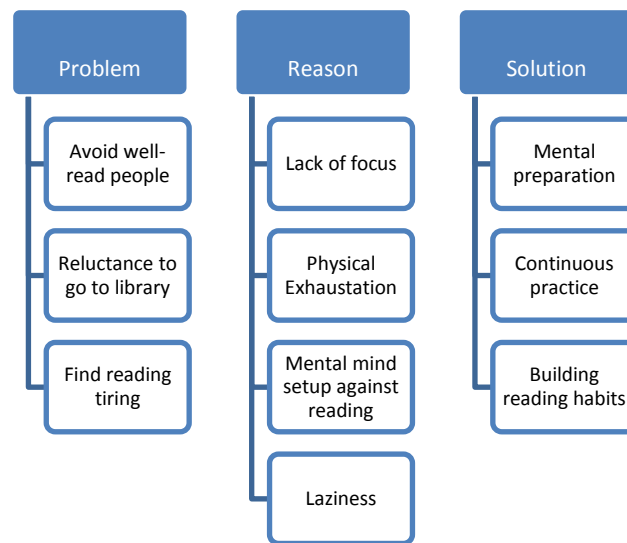 Problem
Avoid well-
read people
Reluctance to
go to library
Find reading
tiring
Reason
Lack of focus
Physical
Exhaustation
Mental mind
setup against
reading
Laziness
Solution
Mental
preparation
Continuous
practice
Building
reading habits